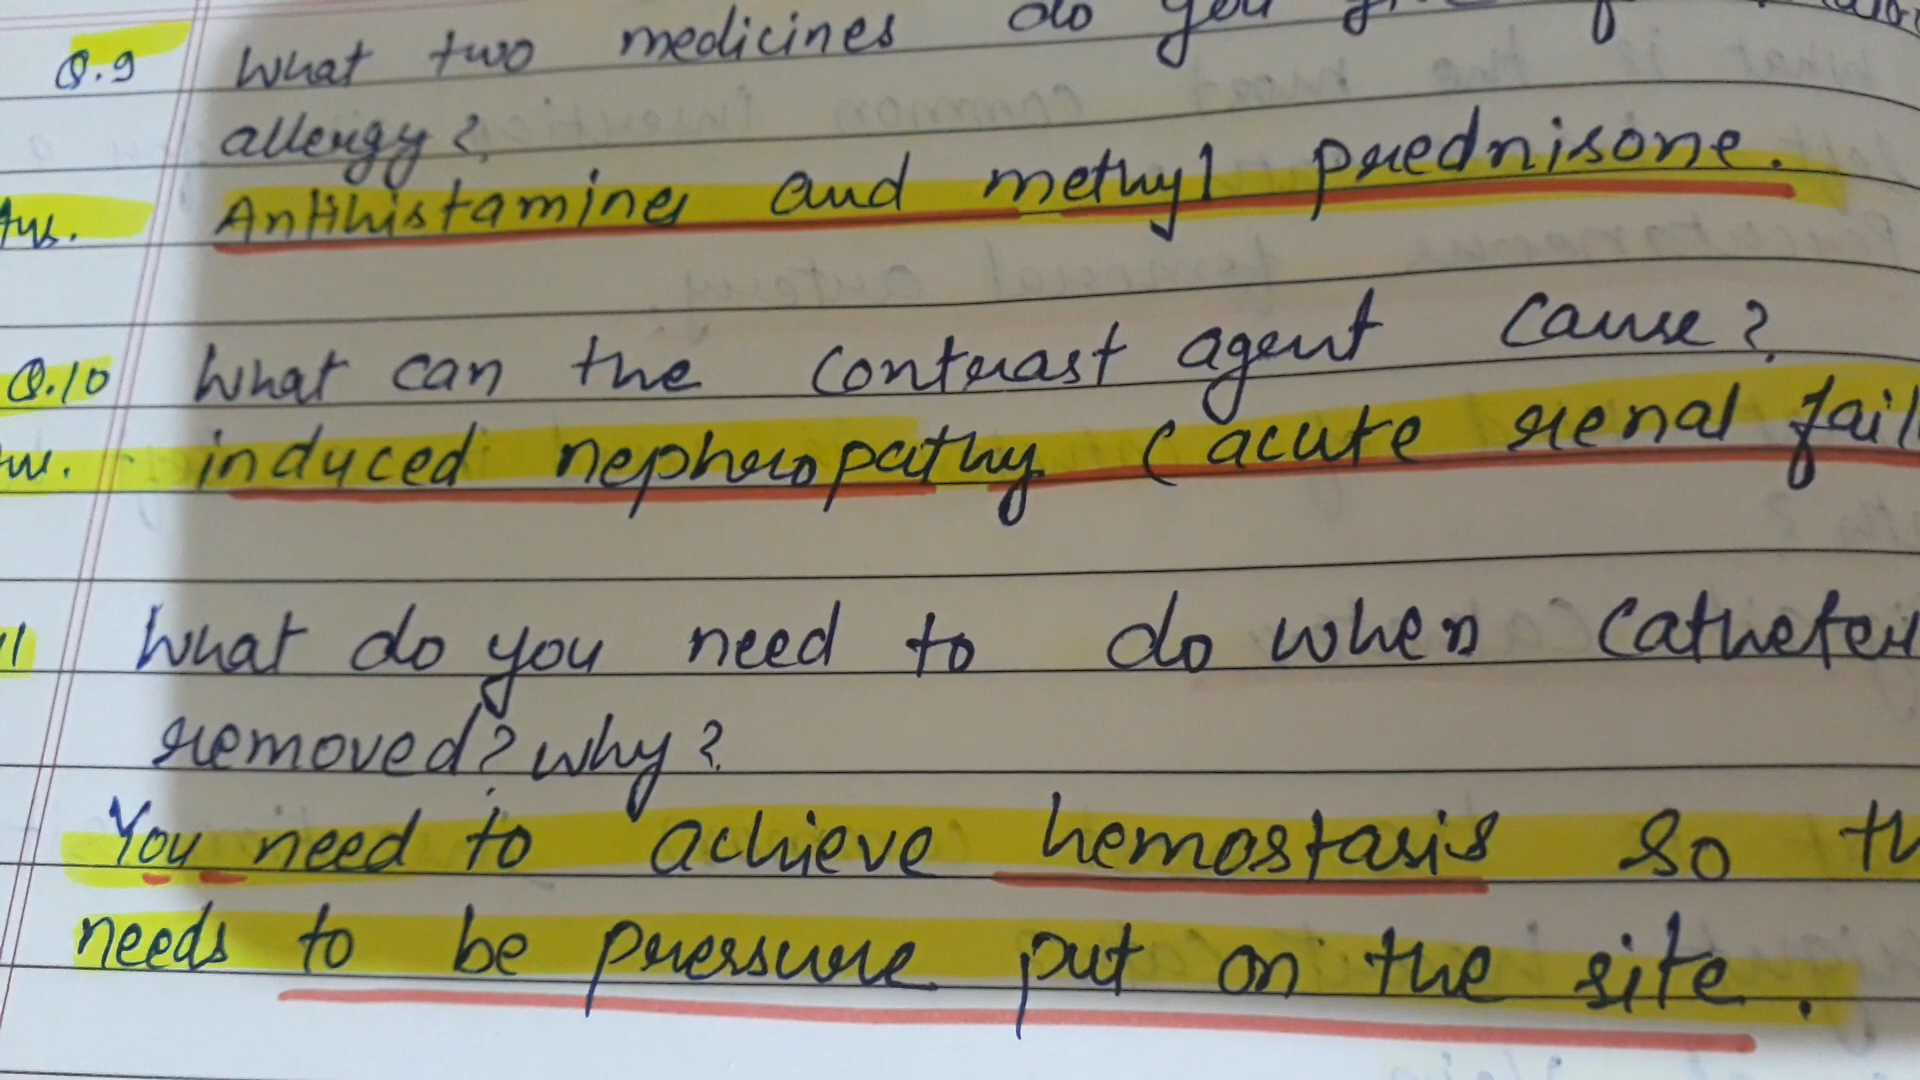 Q.9 What two medicines do you
allergy?
Ans. Antihistamines and methyl prednisone.
Q.10 What can the contrast agent cause?
induced nephropathy (acute renal fail
11 What do you need to do when catheter
removed? why?
You need to achieve hemostasis so th
needs to be pressure put on the site.